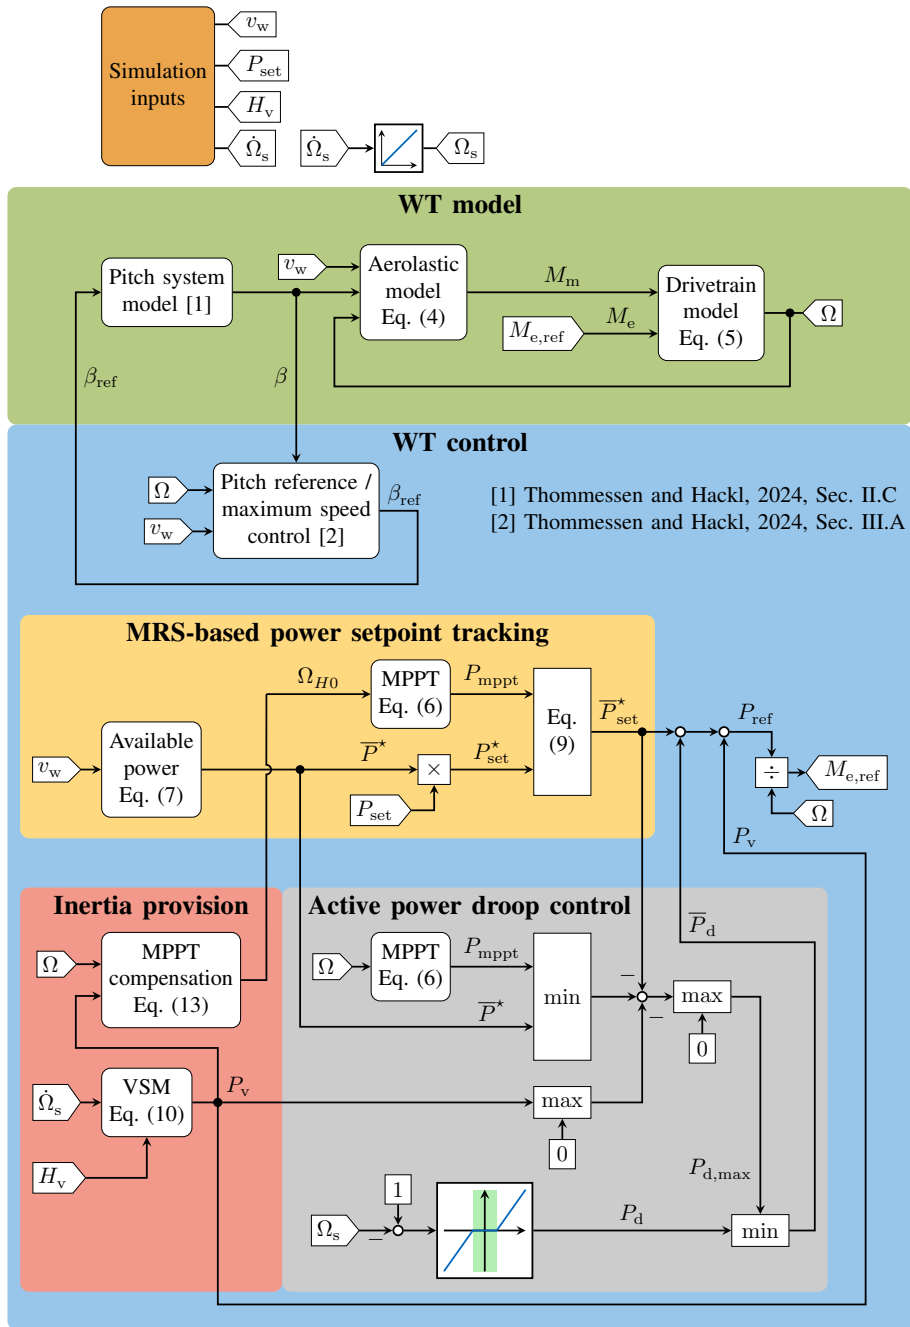 Simulation
inputs
v_w
P_set
H_v
Ω̇_s
Ω̇_s
Ω_s
WT model
Pitch system
model [1]
v_w
Aerolastic
model
Eq. (4)
M_m
M_e,ref
M_e
Drivetrain
model
Eq. (5)
Ω
β_ref
β
WT control
Ω
v_w
Pitch reference /
maximum speed
control [2]
β_ref
[1] Thommessen and Hackl, 2024, Sec. II.C
[2] Thommessen and Hackl, 2024, Sec. III.A
MRS-based power setpoint tracking
Ω_H0
MPPT
Eq. (6)
P_mppt
Eq.
(9)
P̅*_set
P_ref
v_w
Available
power
Eq. (7)
P̅*
×
P*_set
P_set
÷
M_e,ref
Ω
P_v
Inertia provision
Active power droop control
Ω
MPPT
compensation
Eq. (13)
Ω
MPPT
Eq. (6)
P_mppt
P̅*
min
−
−
max
0
P̅_d
Ω̇_s
VSM
Eq. (10)
P_v
H_v
max
0
P_d,max
Ω_s
−
1
P_d
min